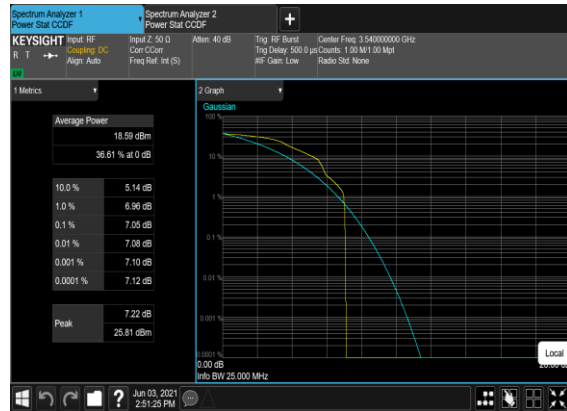 Spectrum Analyzer 1
Power Stat CCDF
Spectrum Analyzer 2
Power Stat CCDF
+
KEYSIGHT
R T
LV
Input: RF
Coupling: DC
Align: Auto
Input Z: 50 Ω
Corr CCorr
Freq Ref: Int (S)
Atten: 40 dB
Trig: RF Burst
Trig Delay: 500.0 µs
#IF Gain: Low
Center Freq: 3.540000000 GHz
Counts: 1.00 M/1.00 Mpt
Radio Std: None
1 Metrics
Average Power
18.59 dBm
36.61 % at 0 dB
10.0 % 5.14 dB
1.0 % 6.96 dB
0.1 % 7.05 dB
0.01 % 7.08 dB
0.001 % 7.10 dB
0.0001 % 7.12 dB
Peak
7.22 dB
25.81 dBm
2 Graph
Gaussian
100 %
10 %
1 %
0.1 %
0.01 %
0.001 %
0.0001 %
0.00 dB
Info BW 25.000 MHz
Local
?
Jun 03, 2021
2:51:25 PM